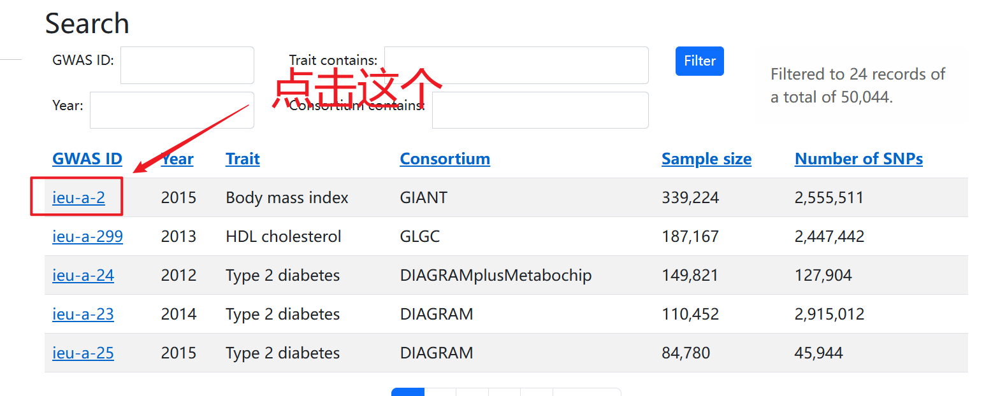 Search
GWAS ID:
Trait contains:
Filter
Filtered to 24 records of
a total of 50,044.
点击这个
Year:
Consortium contains:
GWAS ID Year Trait Consortium Sample size Number of SNPs
ieu-a-2 2015 Body mass index GIANT 339,224 2,555,511
ieu-a-299 2013 HDL cholesterol GLGC 187,167 2,447,442
ieu-a-24 2012 Type 2 diabetes DIAGRAMplusMetabochip 149,821 127,904
ieu-a-23 2014 Type 2 diabetes DIAGRAM 110,452 2,915,012
ieu-a-25 2015 Type 2 diabetes DIAGRAM 84,780 45,944